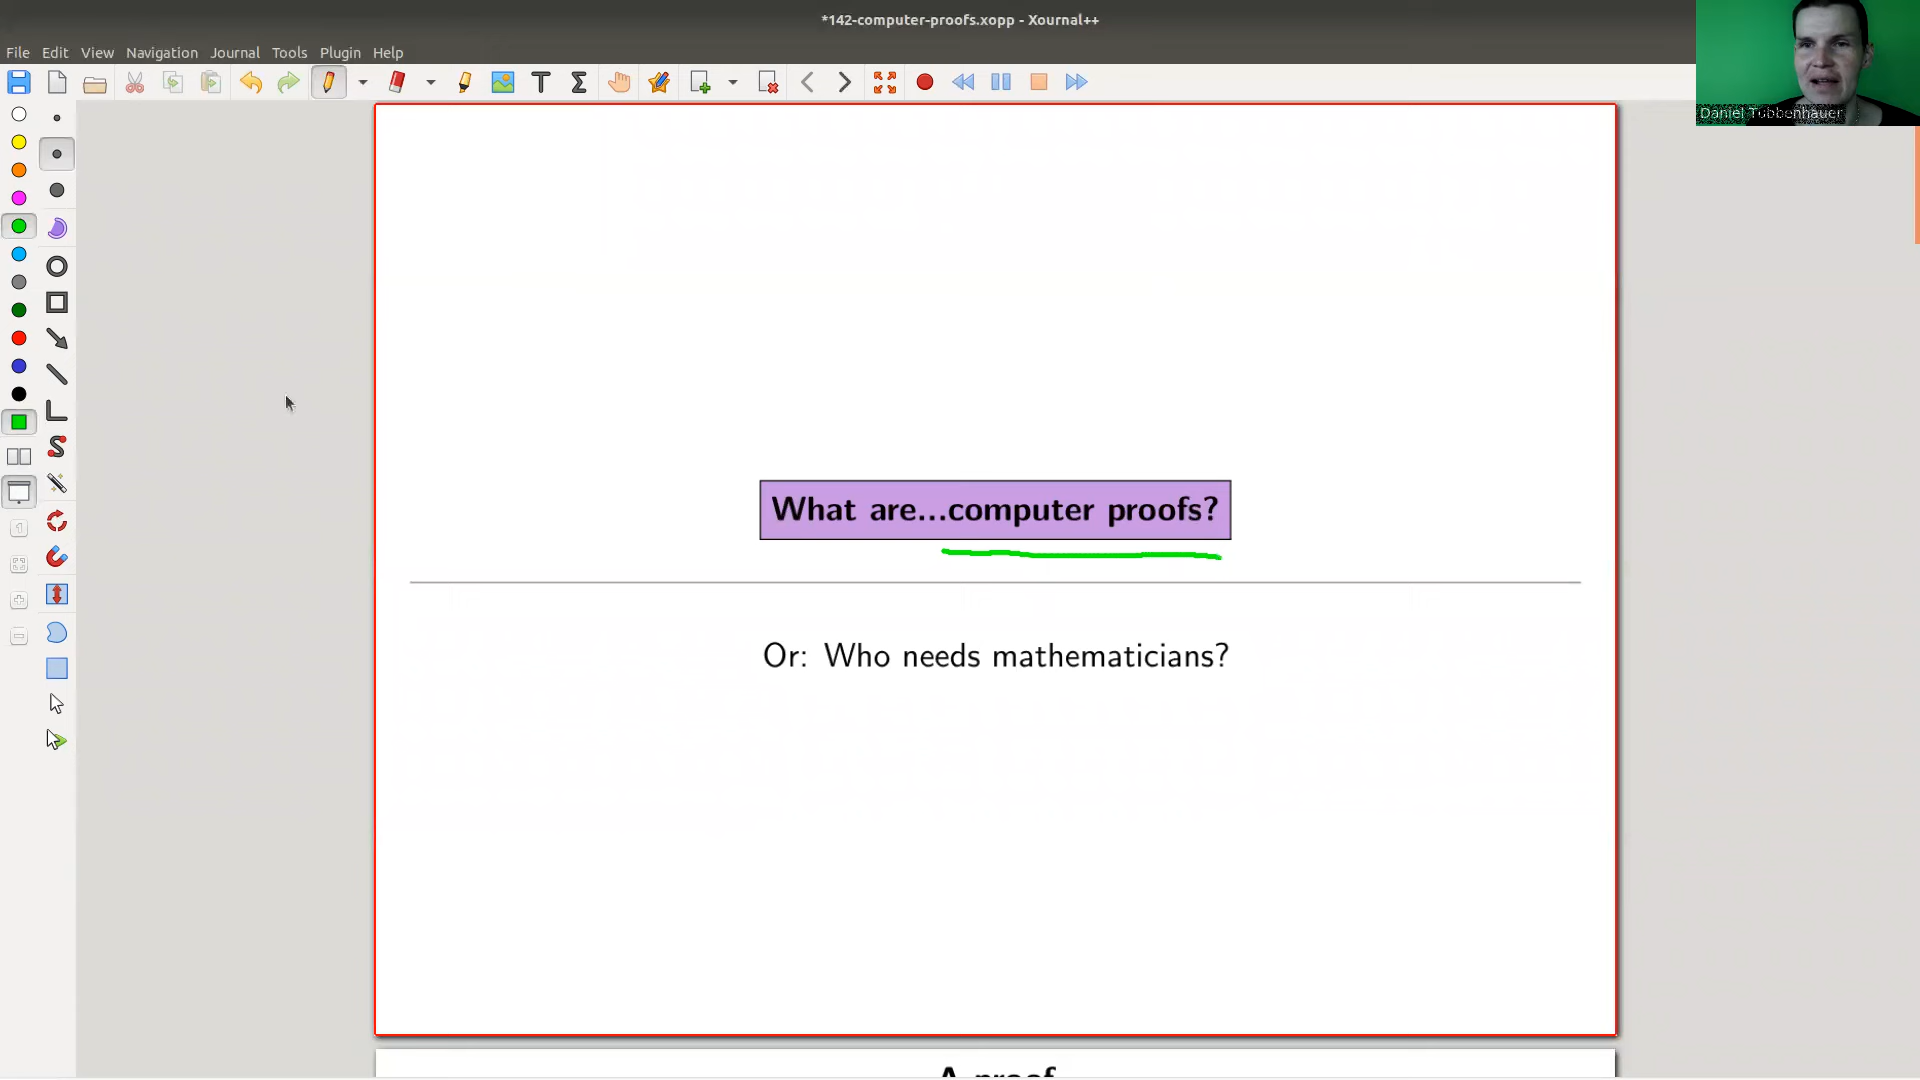 *142-computer-proofs.xopp - Xournal++
File Edit View Navigation Journal Tools Plugin Help
Daniel Tubbenhauer
What are...computer proofs?
Or: Who needs mathematicians?
A proof